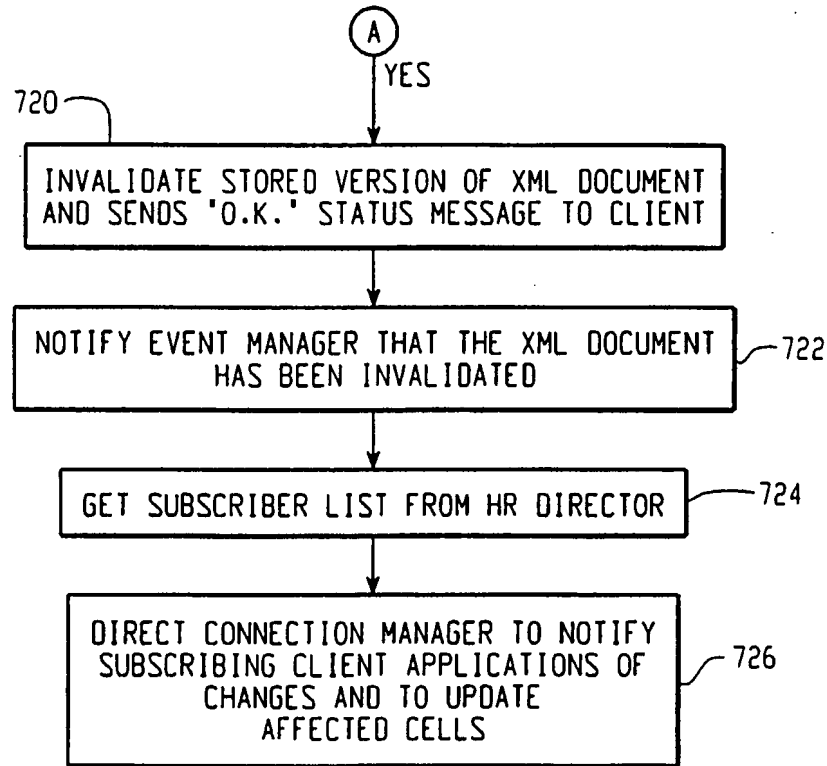 A
YES
720
INVALIDATE STORED VERSION OF XML DOCUMENT
AND SENDS 'O.K.' STATUS MESSAGE TO CLIENT
NOTIFY EVENT MANAGER THAT THE XML DOCUMENT
HAS BEEN INVALIDATED
722
GET SUBSCRIBER LIST FROM HR DIRECTOR
724
DIRECT CONNECTION MANAGER TO NOTIFY
SUBSCRIBING CLIENT APPLICATIONS OF
CHANGES AND TO UPDATE
AFFECTED CELLS
726